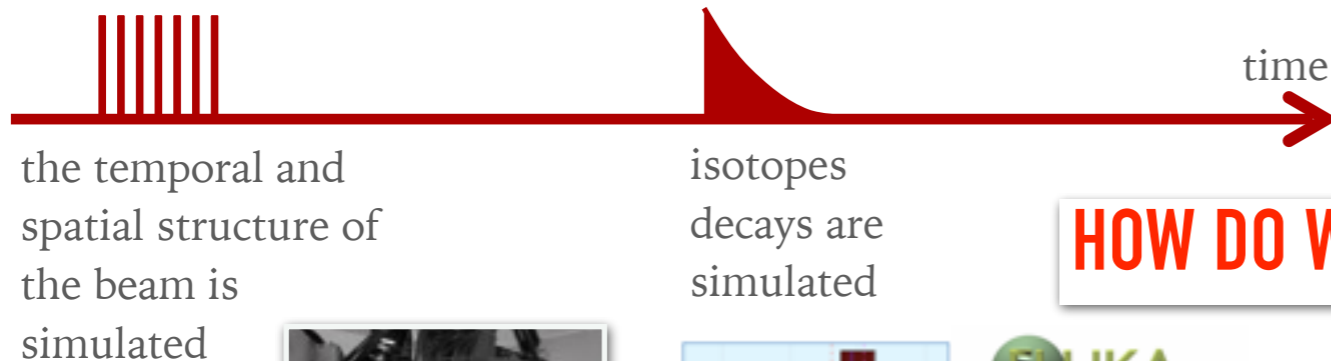 time
the temporal and
spatial structure of
the beam is
simulated
isotopes
decays are
simulated
HOW DO